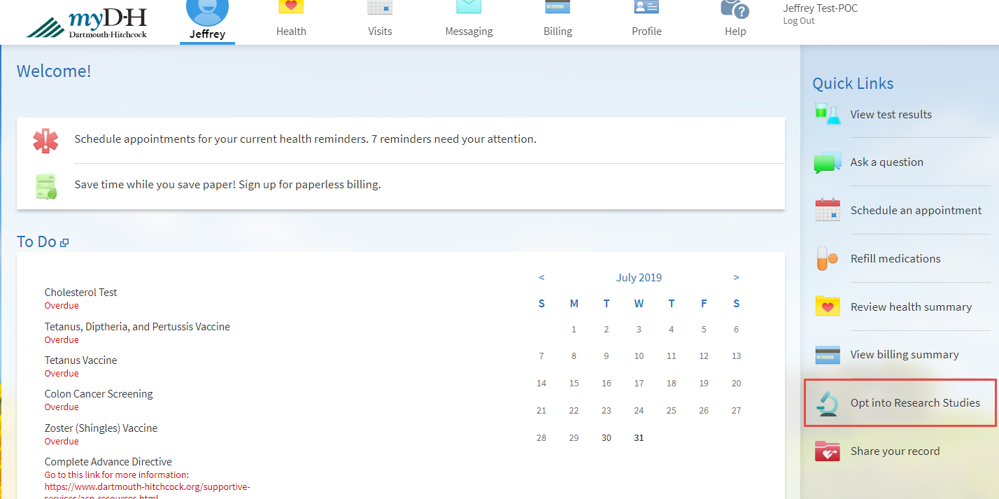 myD-H
Dartmouth-Hitchcock
Jeffrey
Health
Visits
Messaging
Billing
Profile
Help
Jeffrey Test-POC
Log Out
Welcome!
Schedule appointments for your current health reminders. 7 reminders need your attention.
Save time while you save paper! Sign up for paperless billing.
To Do
Cholesterol Test
Overdue
Tetanus, Diptheria, and Pertussis Vaccine
Overdue
Tetanus Vaccine
Overdue
Colon Cancer Screening
Overdue
Zoster (Shingles) Vaccine
Overdue
Complete Advance Directive
Go to this link for more information:
https://www.dartmouth-hitchcock.org/supportive-
services/acp-resources.html
< July 2019 >
S M T W T F S
1 2 3 4 5 6
7 8 9 10 11 12 13
14 15 16 17 18 19 20
21 22 23 24 25 26 27
28 29 30 31
Quick Links
View test results
Ask a question
Schedule an appointment
Refill medications
Review health summary
View billing summary
Opt into Research Studies
Share your record